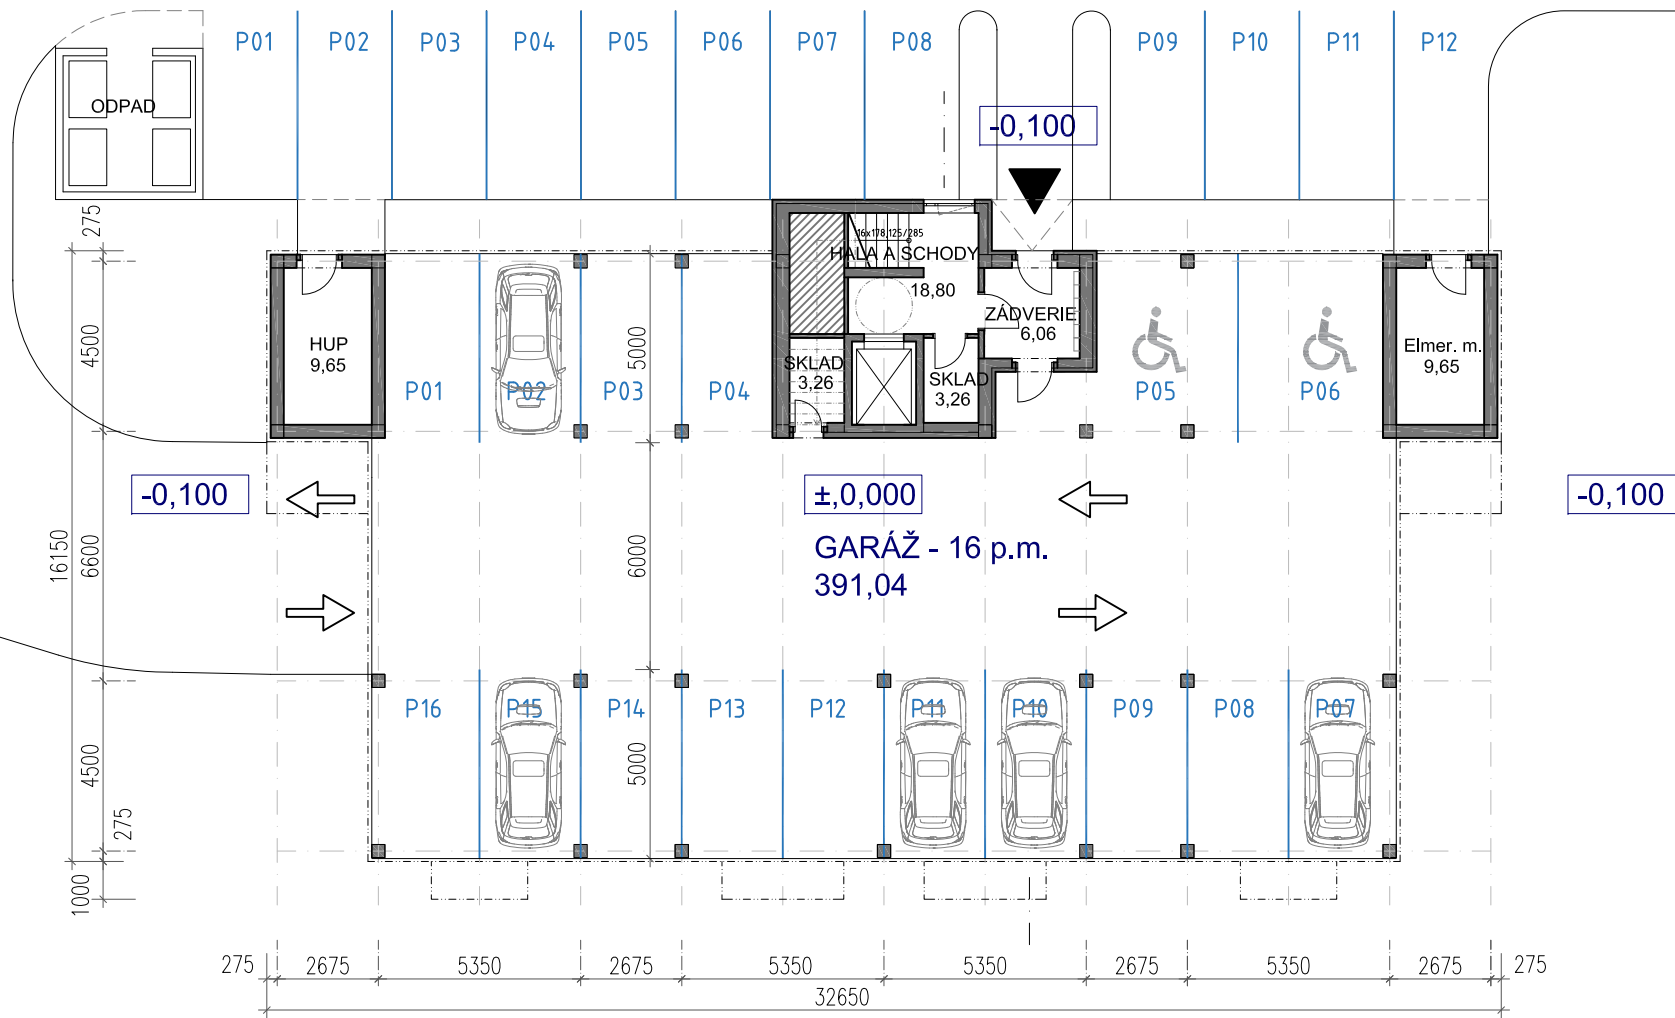 P01 P02 P03 P04 P05 P06 P07 P08 P09 P10 P11 P12
ODPAD
-0,100
275
16x178,125/285
HALA A SCHODY
18,80
ZÁDVERIE
6,06
HUP
9,65
4500
5000
SKLAD
3,26
SKLAD
3,26
Elmer. m.
9,65
P01 P02 P03 P04 P05 P06
-0,100
±,0,000
-0,100
GARÁŽ - 16 p.m.
391,04
16150
6600
6000
P16 P15 P14 P13 P12 P11 P10 P09 P08 P07
4500
5000
275
1000
275 2675 5350 2675 5350 5350 2675 5350 2675 275
32650